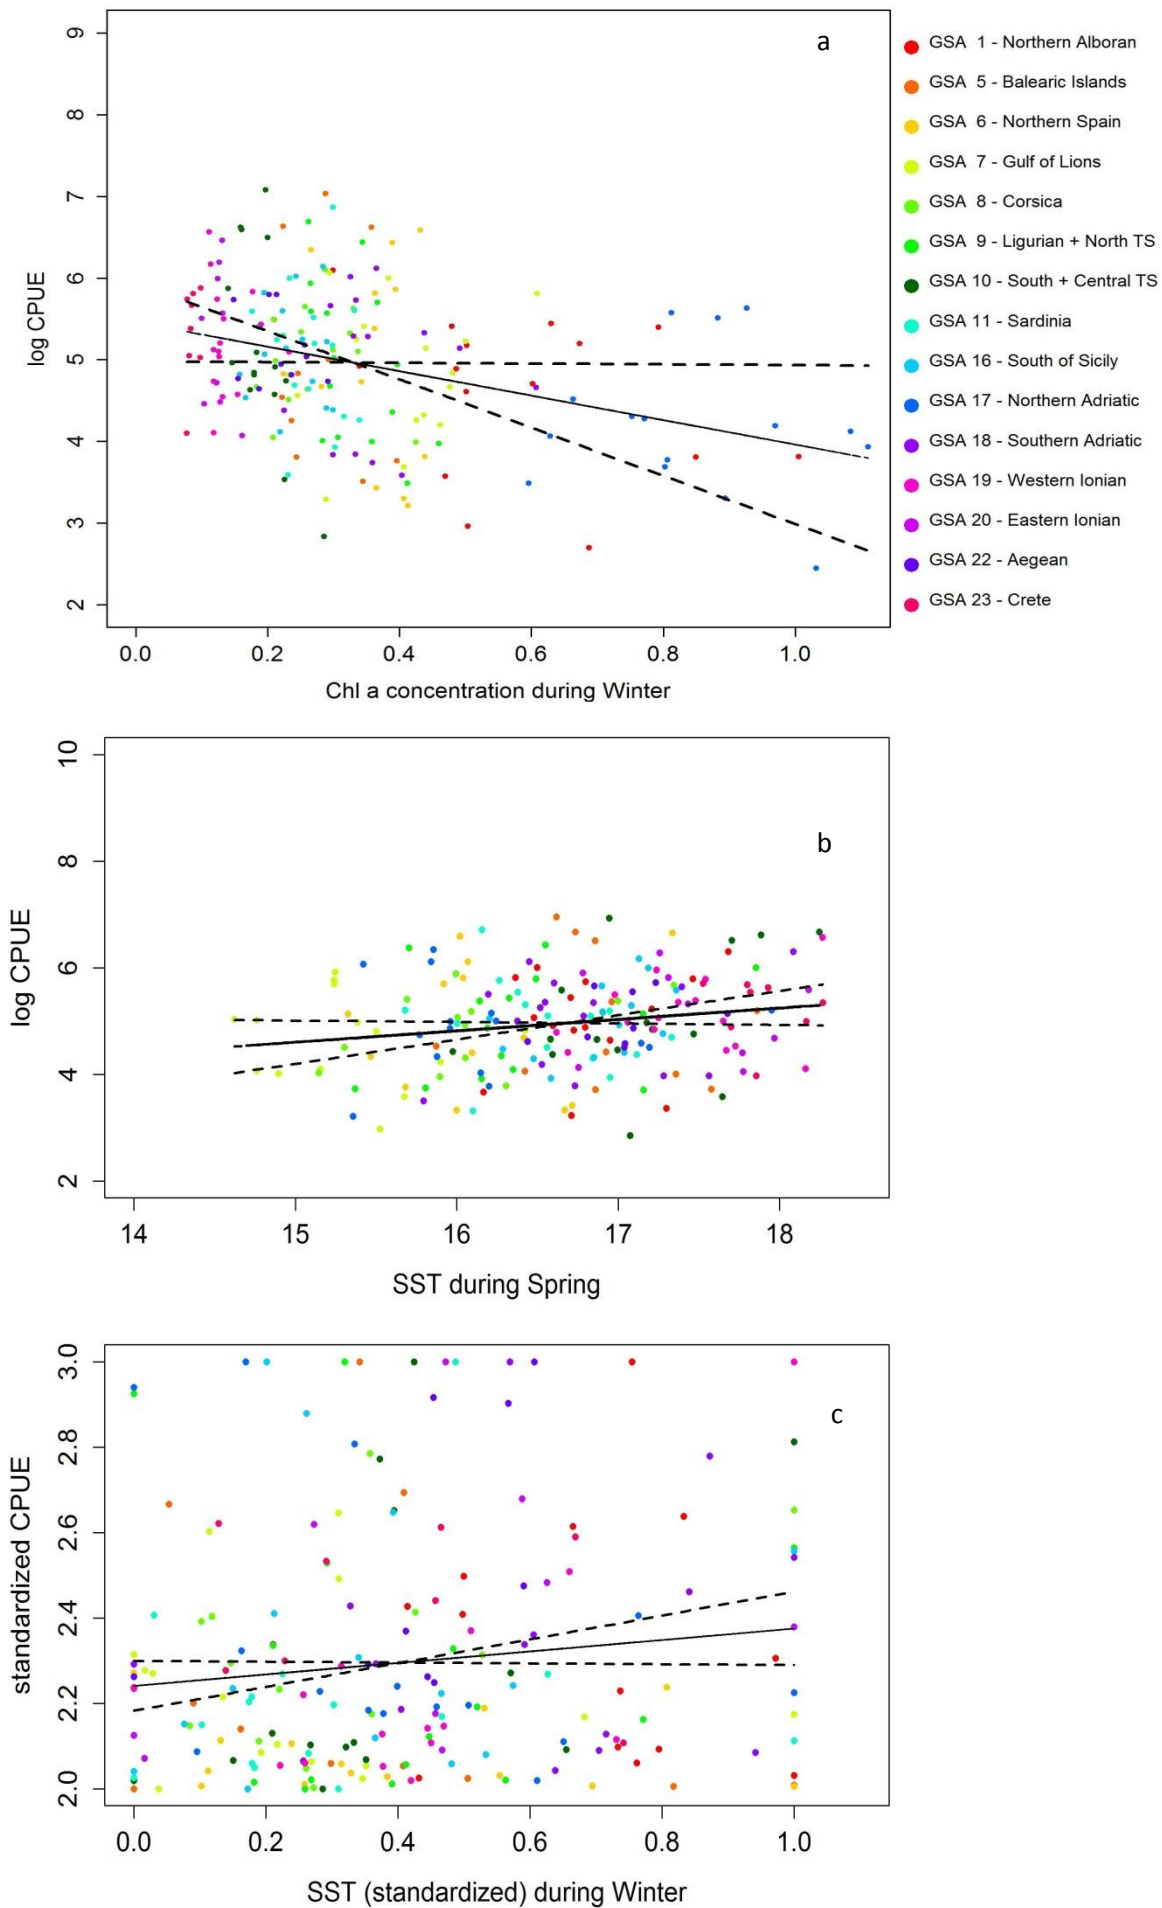 a
9
8
7
6
5
4
3
2
log CPUE
0.0 0.2 0.4 0.6 0.8 1.0
Chl a concentration during Winter
GSA 1 - Northern Alboran
GSA 5 - Balearic Islands
GSA 6 - Northern Spain
GSA 7 - Gulf of Lions
GSA 8 - Corsica
GSA 9 - Ligurian + North TS
GSA 10 - South + Central TS
GSA 11 - Sardinia
GSA 16 - South of Sicily
GSA 17 - Northern Adriatic
GSA 18 - Southern Adriatic
GSA 19 - Western Ionian
GSA 20 - Eastern Ionian
GSA 22 - Aegean
GSA 23 - Crete
b
10
8
6
4
2
log CPUE
14 15 16 17 18
SST during Spring
c
3.0
2.8
2.6
2.4
2.2
2.0
standardized CPUE
0.0 0.2 0.4 0.6 0.8 1.0
SST (standardized) during Winter